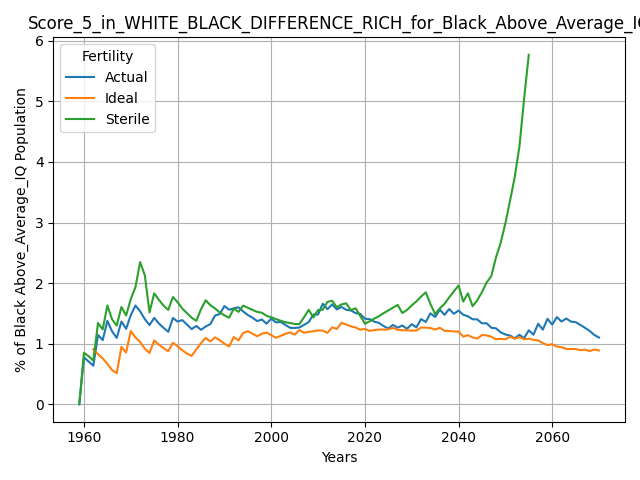 Score_5_in_WHITE_BLACK_DIFFERENCE_RICH_for_Black_Above_Average_IQ
Fertility
Actual
Ideal
Sterile
% of Black Above_Average_IQ Population
6
5
4
3
2
1
0
1960
1980
2000
2020
2040
2060
Years